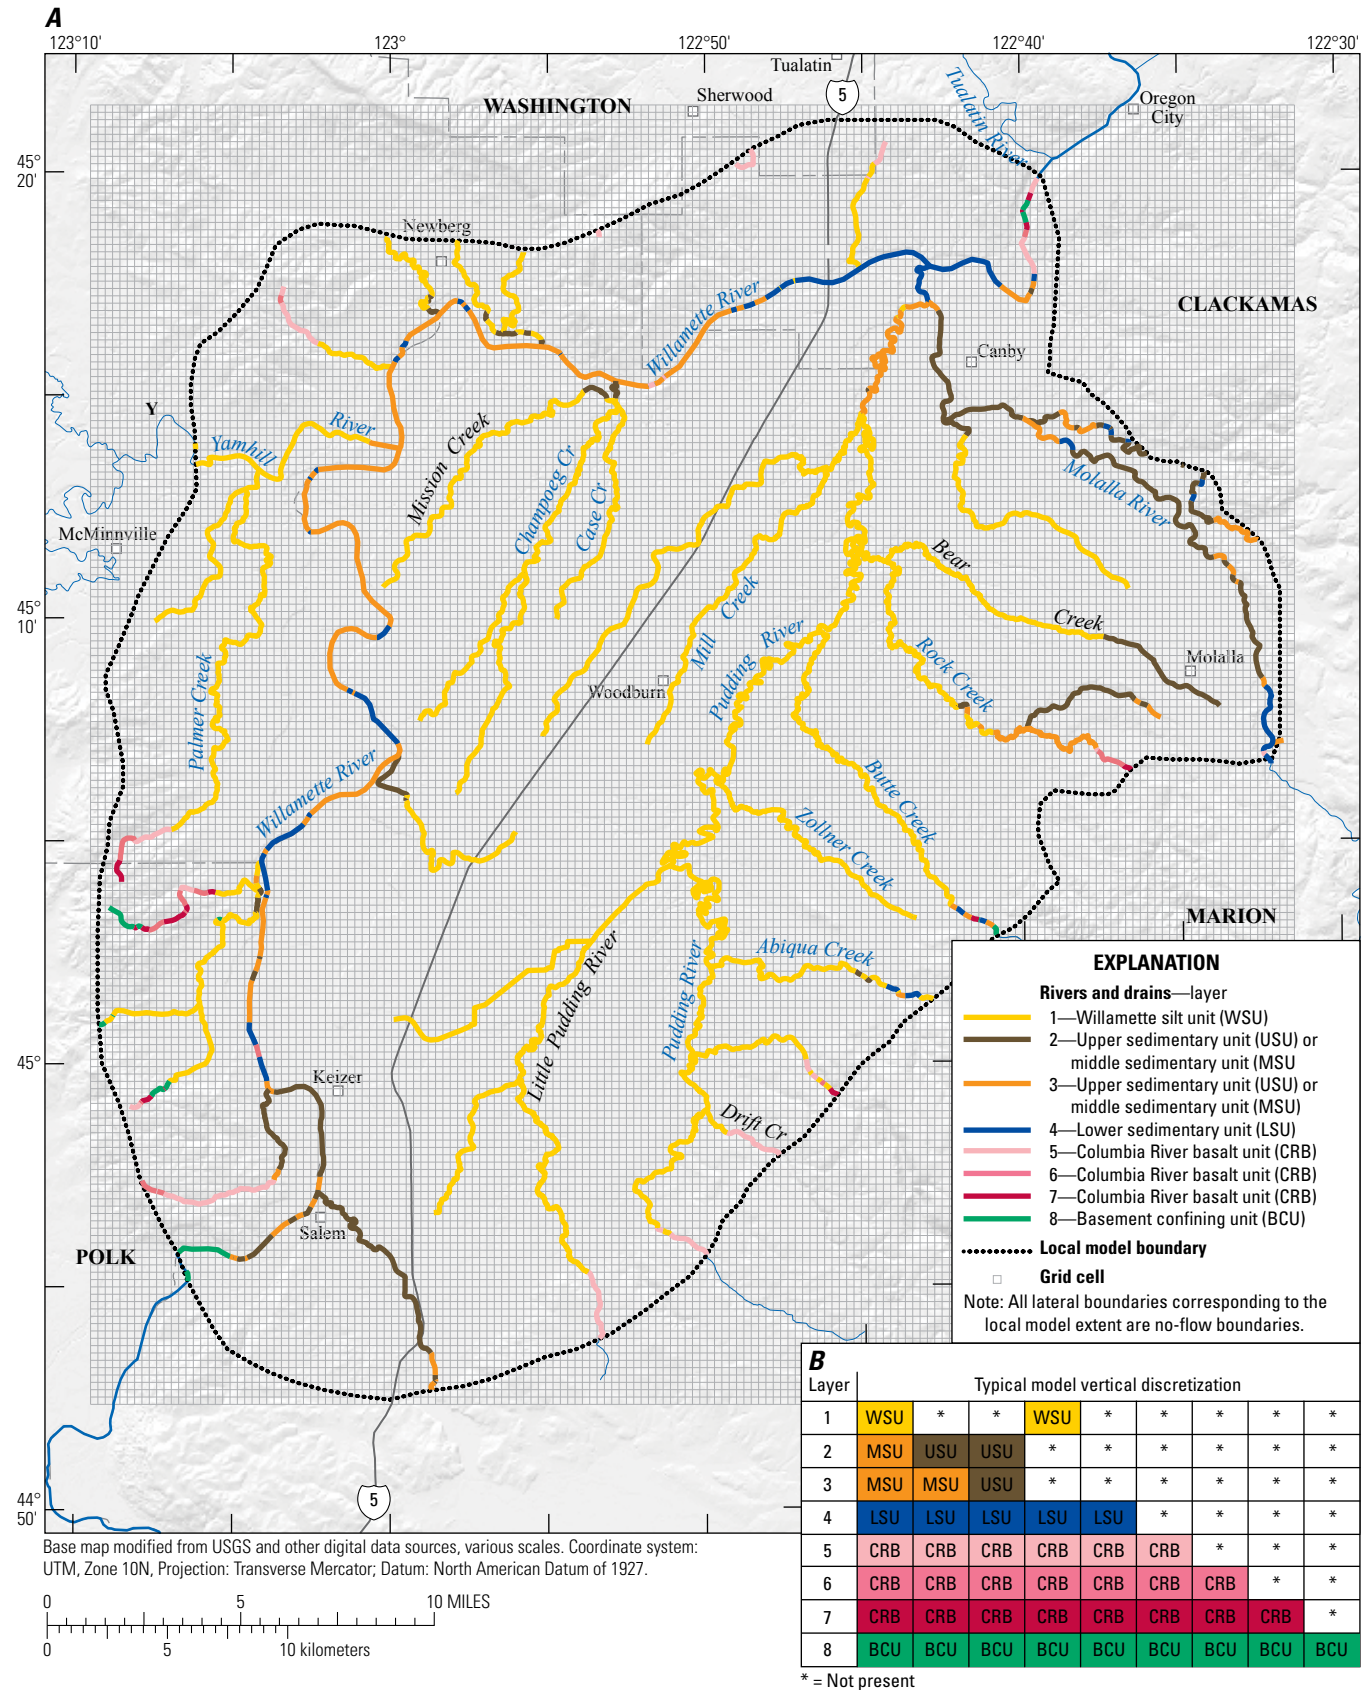 A
123°10'
123°
122°50'
122°40'
122°30'
Tualatin
5
Sherwood
WASHINGTON
Tualatin River
Oregon
City
45°
20'
Newberg
Willamette River
CLACKAMAS
Canby
Y
Yamhill
River
Mission Creek
Champoeg Cr
Case Cr
Molalla River
McMinnville
Bear
Creek
45°
10'
Mill Creek
Pudding River
Rock Creek
Molalla
Palmer Creek
Woodburn
Willamette River
Butte Creek
Zollner Creek
MARION
Little Pudding River
Pudding River
Abiqua Creek
45°
Keizer
Drift Cr
Salem
POLK
5
44°
50'
EXPLANATION
Rivers and drains—layer
1—Willamette silt unit (WSU)
2—Upper sedimentary unit (USU) or
middle sedimentary unit (MSU
3—Upper sedimentary unit (USU) or
middle sedimentary unit (MSU)
4—Lower sedimentary unit (LSU)
5—Columbia River basalt unit (CRB)
6—Columbia River basalt unit (CRB)
7—Columbia River basalt unit (CRB)
8—Basement confining unit (BCU)
Local model boundary
Grid cell
Note: All lateral boundaries corresponding to the
local model extent are no-flow boundaries.
B
Layer Typical model vertical discretization
1 WSU * * WSU * * * * *
2 MSU USU USU * * * * * *
3 MSU MSU USU * * * * * *
4 LSU LSU LSU LSU LSU * * * *
5 CRB CRB CRB CRB CRB CRB * * *
6 CRB CRB CRB CRB CRB CRB CRB * *
7 CRB CRB CRB CRB CRB CRB CRB CRB *
8 BCU BCU BCU BCU BCU BCU BCU BCU BCU
* = Not present
Base map modified from USGS and other digital data sources, various scales. Coordinate system:
UTM, Zone 10N, Projection: Transverse Mercator; Datum: North American Datum of 1927.
0 5 10 MILES
0 5 10 kilometers